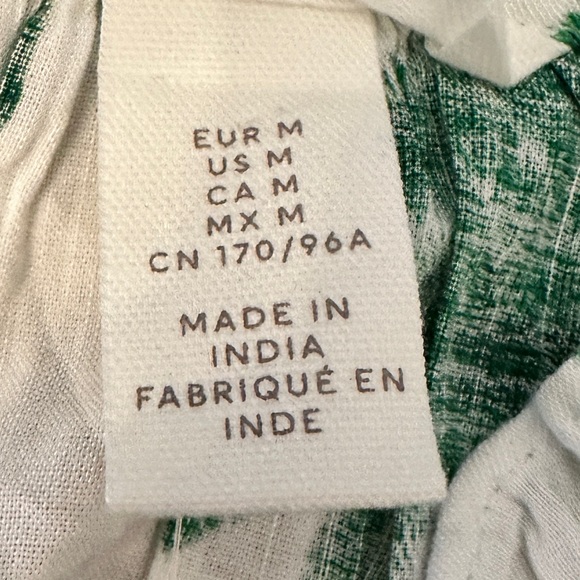 EUR M
US M
CA M
MX M
CN 170/96A
MADE IN
INDIA
FABRIQUÉ EN
INDE